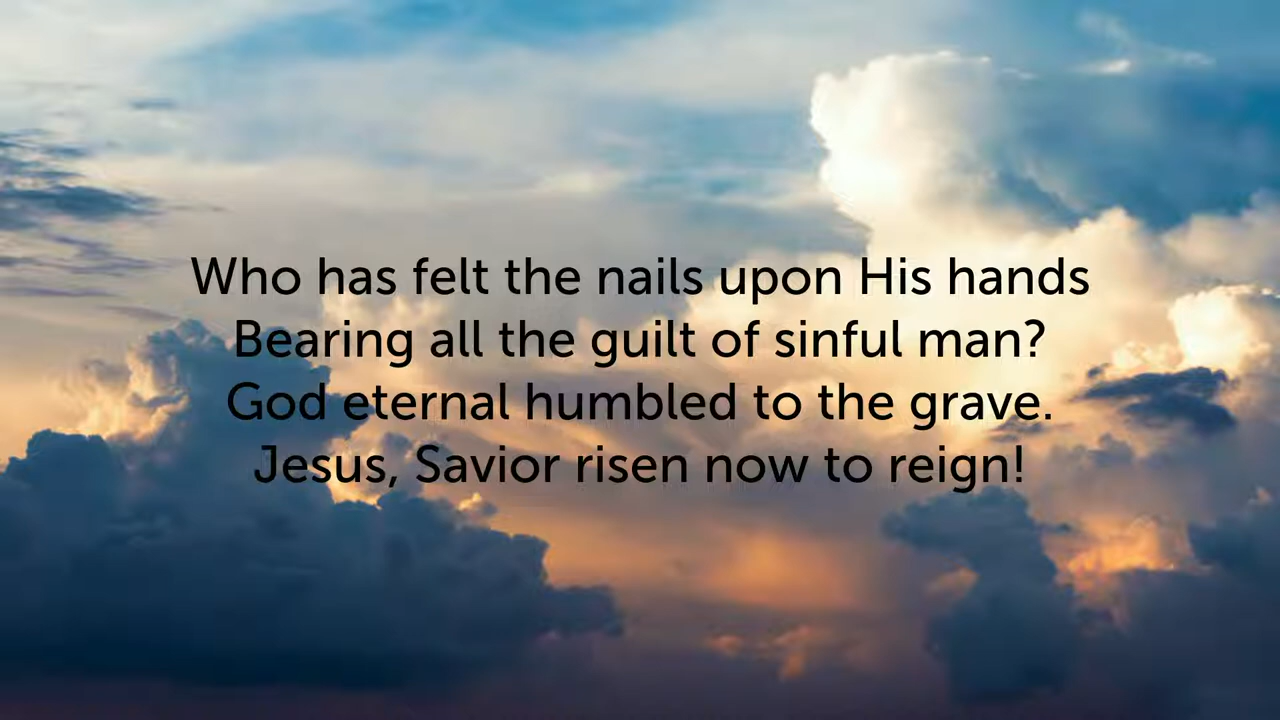 Who has felt the nails upon His hands
Bearing all the guilt of sinful man?
God eternal humbled to the grave.
Jesus, Savior risen now to reign!